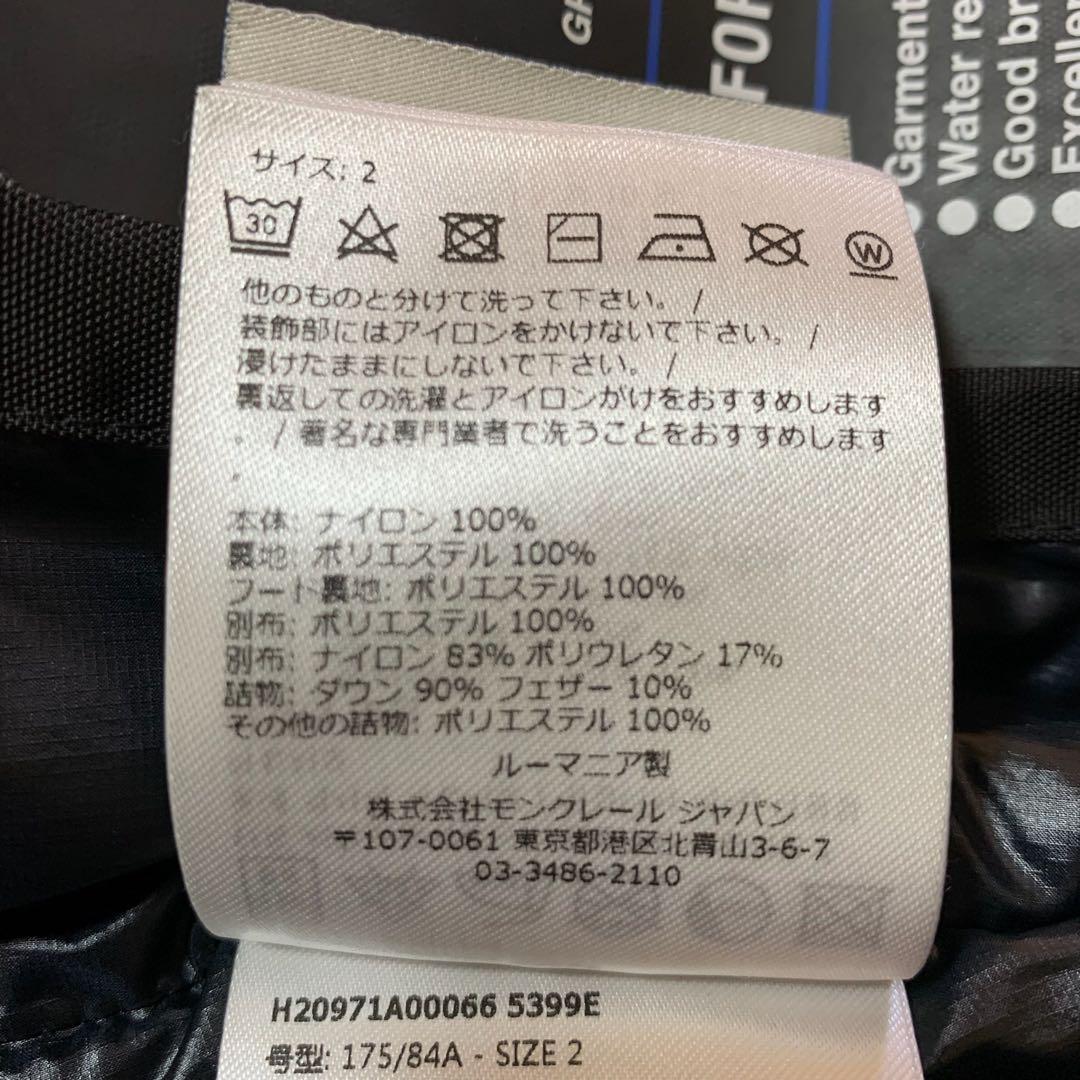 GR
FOR
Garment
Water re
Good br
Excellen
サイズ: 2
30
W
他のものと分けて洗って下さい。 /
装飾部にはアイロンをかけないで下さい。 /
浸けたままにしないで下さい。 /
裏返しての洗濯とアイロンがけをおすすめします
。 / 著名な専門業者で洗うことをおすすめします
。
本体: ナイロン 100%
裏地: ポリエステル 100%
フード裏地: ポリエステル 100%
別布: ポリエステル 100%
別布: ナイロン 83% ポリウレタン 17%
詰物: ダウン 90% フェザー 10%
その他の詰物: ポリエステル 100%
ルーマニア製
株式会社モンクレール ジャパン
〒107-0061 東京都港区北青山3-6-7
03-3486-2110
H20971A00066 5399E
号型: 175/84A - SIZE 2